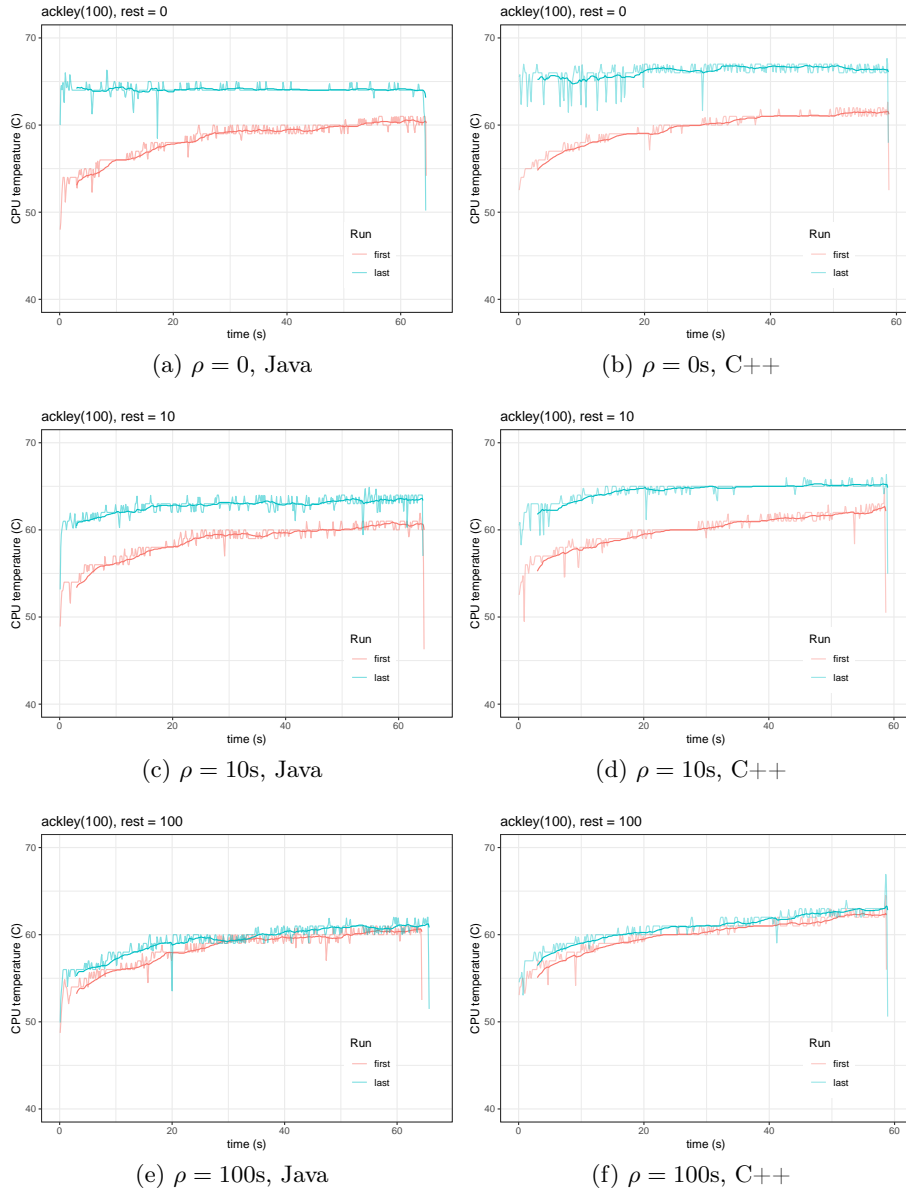 ackley(100), rest = 0
70
60
50
40
CPU temperature (C)
0 20 40 60
time (s)
Run
first
last
(a) ρ = 0, Java
ackley(100), rest = 0
70
60
50
40
CPU temperature (C)
0 20 40 60
time (s)
Run
first
last
(b) ρ = 0s, C++
ackley(100), rest = 10
70
60
50
40
CPU temperature (C)
0 20 40 60
time (s)
Run
first
last
(c) ρ = 10s, Java
ackley(100), rest = 10
70
60
50
40
CPU temperature (C)
0 20 40 60
time (s)
Run
first
last
(d) ρ = 10s, C++
ackley(100), rest = 100
70
60
50
40
CPU temperature (C)
0 20 40 60
time (s)
Run
first
last
(e) ρ = 100s, Java
ackley(100), rest = 100
70
60
50
40
CPU temperature (C)
0 20 40 60
time (s)
Run
first
last
(f) ρ = 100s, C++